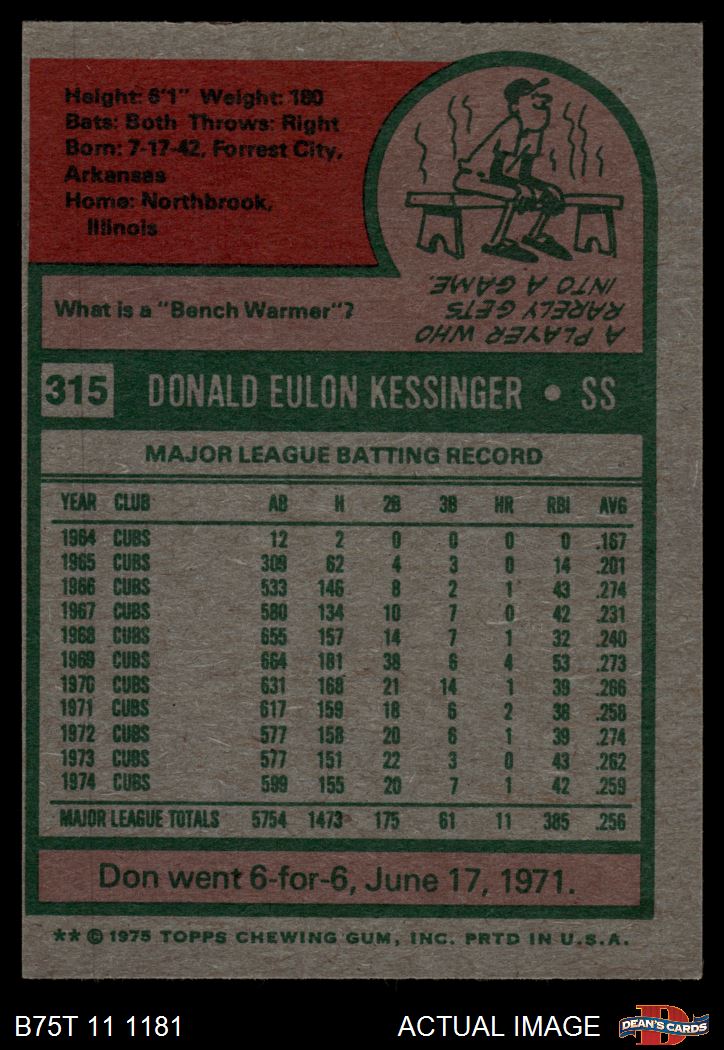 Height: 6'1" Weight: 180
Bats: Both Throws: Right
Born: 7-17-42, Forrest City,
Arkansas
Home: Northbrook,
Illinois
What is a "Bench Warmer"?
A PLAYER WHO
RARELY GETS
INTO A GAME.
315 DONALD EULON KESSINGER • SS
MAJOR LEAGUE BATTING RECORD
YEAR CLUB AB H 2B 3B HR RBI AVG
1964 CUBS 12 2 0 0 0 0 .167
1965 CUBS 309 62 4 3 0 14 .201
1966 CUBS 533 146 8 2 1 43 .274
1967 CUBS 580 134 10 7 0 42 .231
1968 CUBS 655 157 14 7 1 32 .240
1969 CUBS 664 181 38 6 4 53 .273
1970 CUBS 631 168 21 14 1 39 .266
1971 CUBS 617 159 18 6 2 38 .258
1972 CUBS 577 158 20 6 1 39 .274
1973 CUBS 577 151 22 3 0 43 .262
1974 CUBS 599 155 20 7 1 42 .259
MAJOR LEAGUE TOTALS 5754 1473 175 61 11 385 .256
Don went 6-for-6, June 17, 1971.
** © 1975 TOPPS CHEWING GUM, INC. PRTD IN U.S.A.
B75T 11 1181 ACTUAL IMAGE
D
DEAN'S CARDS